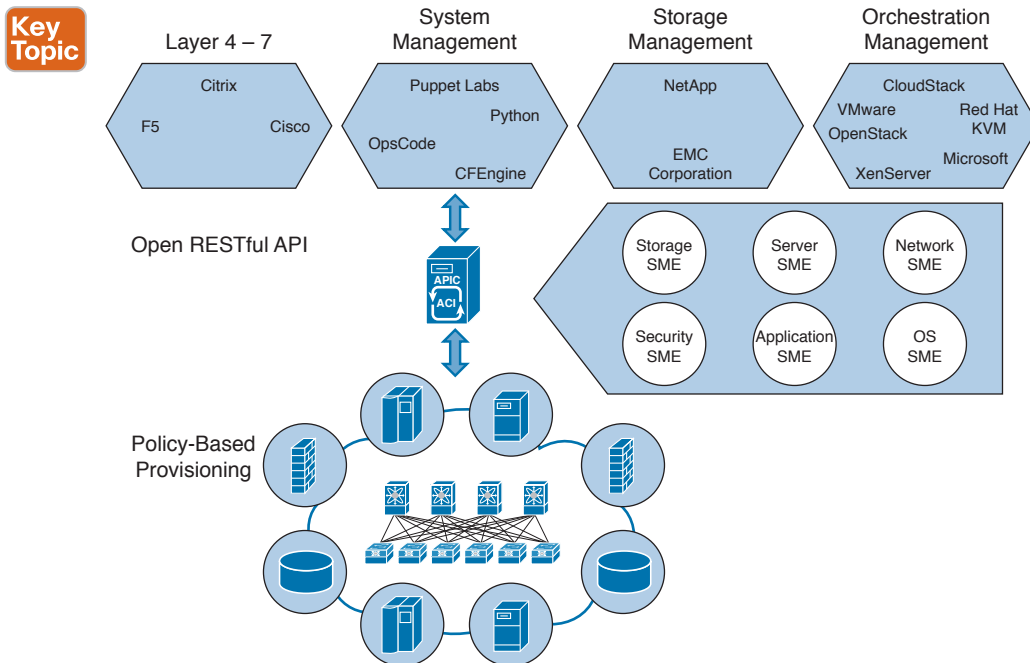 Key
Topic
Layer 4 – 7
System
Management
Storage
Management
Orchestration
Management
Citrix
F5
Cisco
Puppet Labs
Python
OpsCode
CFEngine
NetApp
EMC
Corporation
CloudStack
VMware
Red Hat
KVM
OpenStack
Microsoft
XenServer
Open RESTful API
APIC
ACI
Storage
SME
Server
SME
Network
SME
Security
SME
Application
SME
OS
SME
Policy-Based
Provisioning